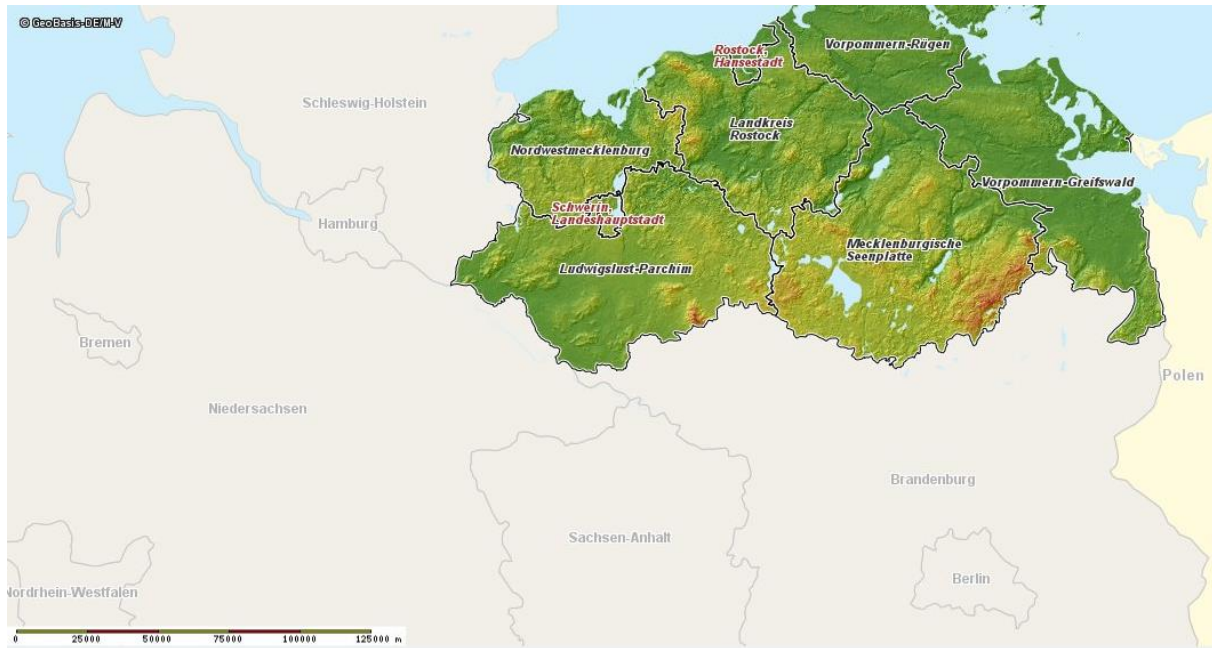 © GeoBasis-DE/M-V
Vorpommern-Rügen
Rostock,
Hansestadt
Schleswig-Holstein
Landkreis
Rostock
Nordwestmecklenburg
Vorpommern-Greifswald
Schwerin,
Landeshauptstadt
Hamburg
Mecklenburgische
Seenplatte
Ludwigslust-Parchim
Bremen
Polen
Niedersachsen
Brandenburg
Sachsen-Anhalt
Berlin
Nordrhein-Westfalen
0 25000 50000 75000 100000 125000 m